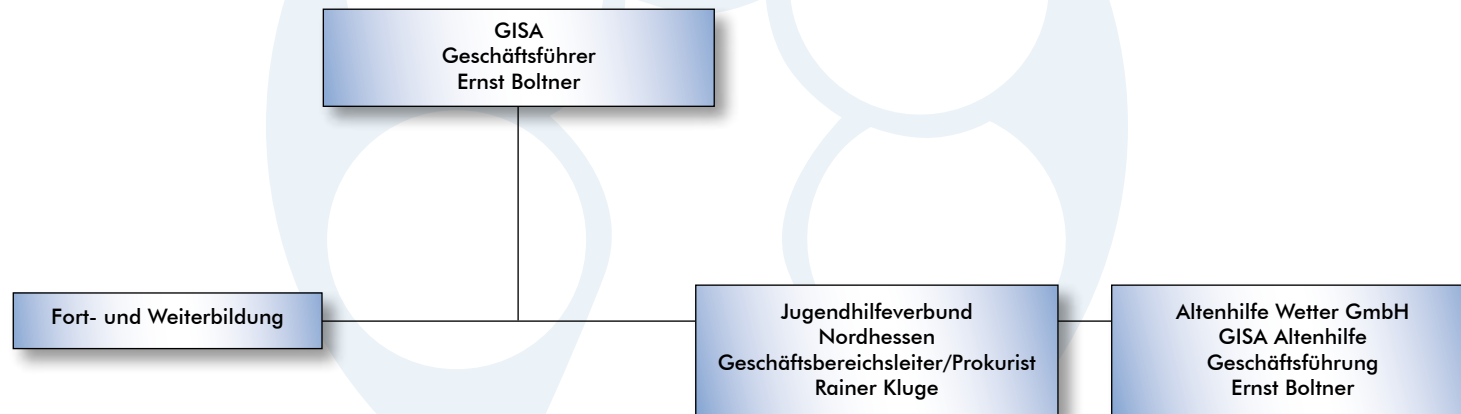 GISA
Geschäftsführer
Ernst Boltner
Fort- und Weiterbildung
Jugendhilfeverbund
Nordhessen
Geschäftsbereichsleiter/Prokurist
Rainer Kluge
Altenhilfe Wetter GmbH
GISA Altenhilfe
Geschäftsführung
Ernst Boltner